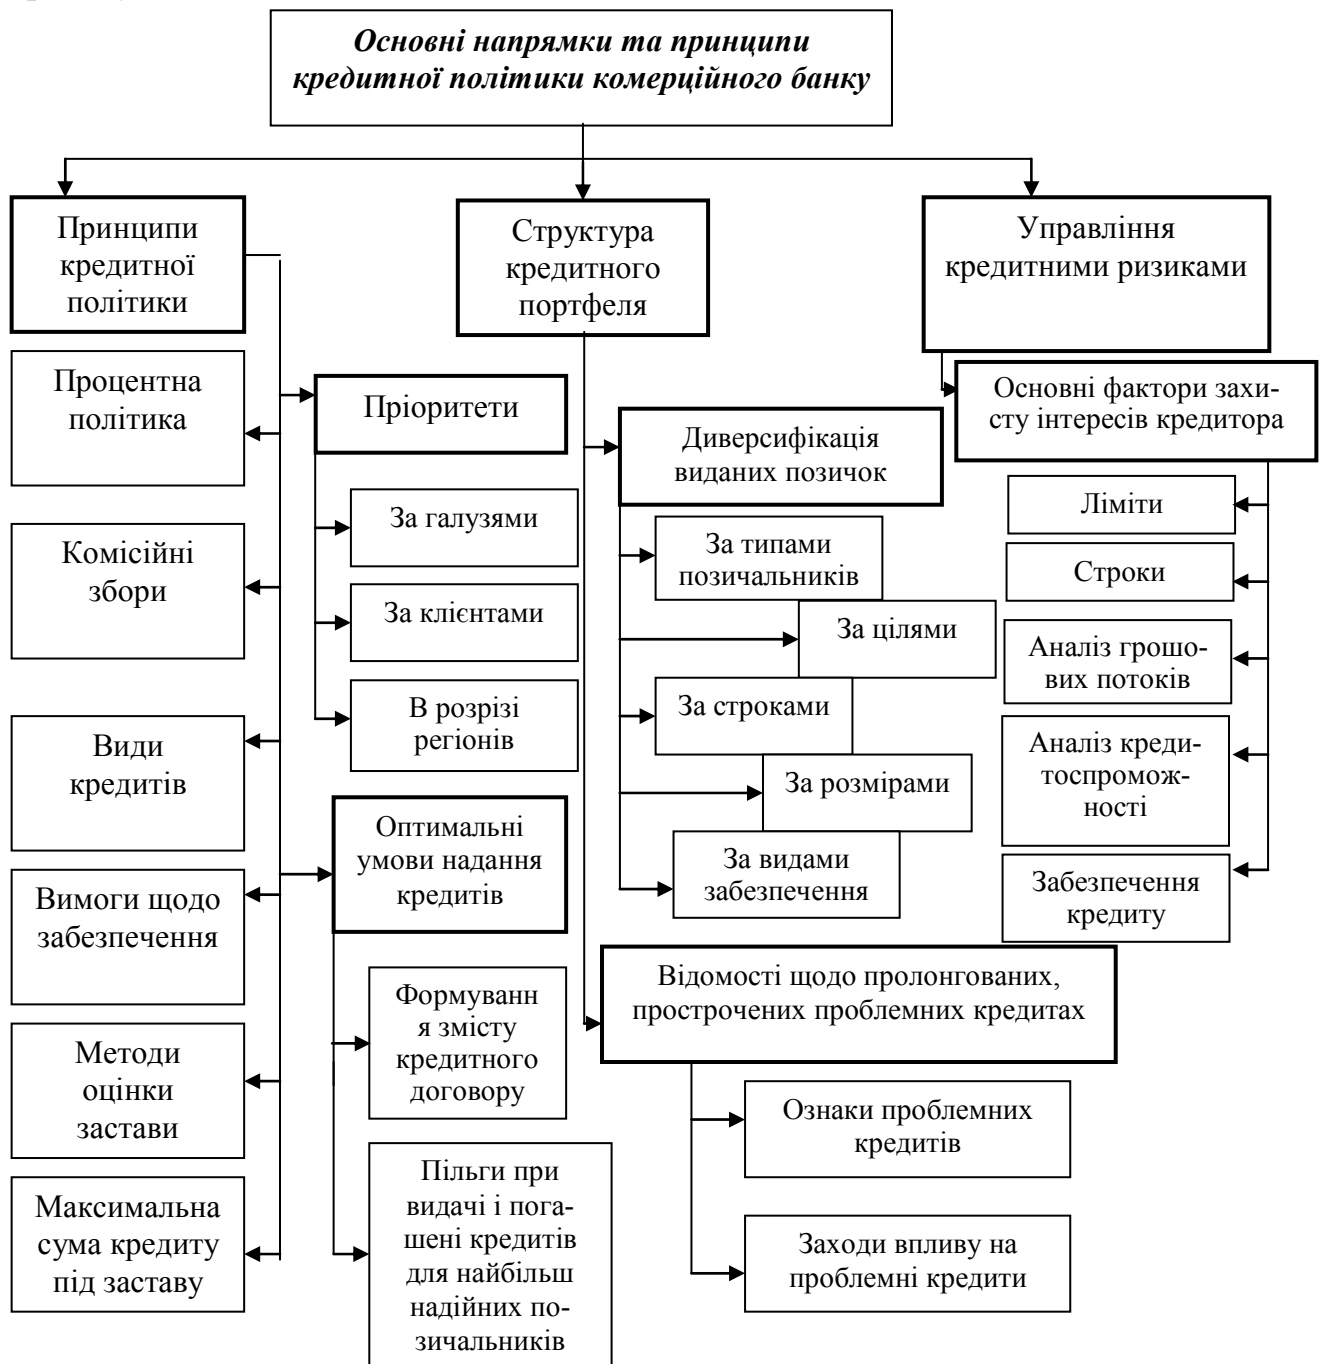 Основні напрямки та принципи
кредитної політики комерційного банку
Принципи
кредитної
політики
Структура
кредитного
портфеля
Управління
кредитними ризиками
Процентна
політика
Комісійні
збори
Види
кредитів
Вимоги щодо
забезпечення
Методи
оцінки
застави
Максимальна
сума кредиту
під заставу
Пріоритети
За галузями
За клієнтами
В розрізі
регіонів
Оптимальні
умови надання
кредитів
Формуванн
я змісту
кредитного
договору
Пільги при
видачі і пога-
шені кредитів
для найбільш
надійних по-
зичальників
Диверсифікація
виданих позичок
За типами
позичальників
За цілями
За строками
За розмірами
За видами
забезпечення
Відомості щодо пролонгованих,
прострочених проблемних кредитах
Ознаки проблемних
кредитів
Заходи впливу на
проблемні кредити
Основні фактори захи-
сту інтересів кредитора
Ліміти
Строки
Аналіз грошо-
вих потоків
Аналіз креди-
тоспромож-
ності
Забезпечення
кредиту